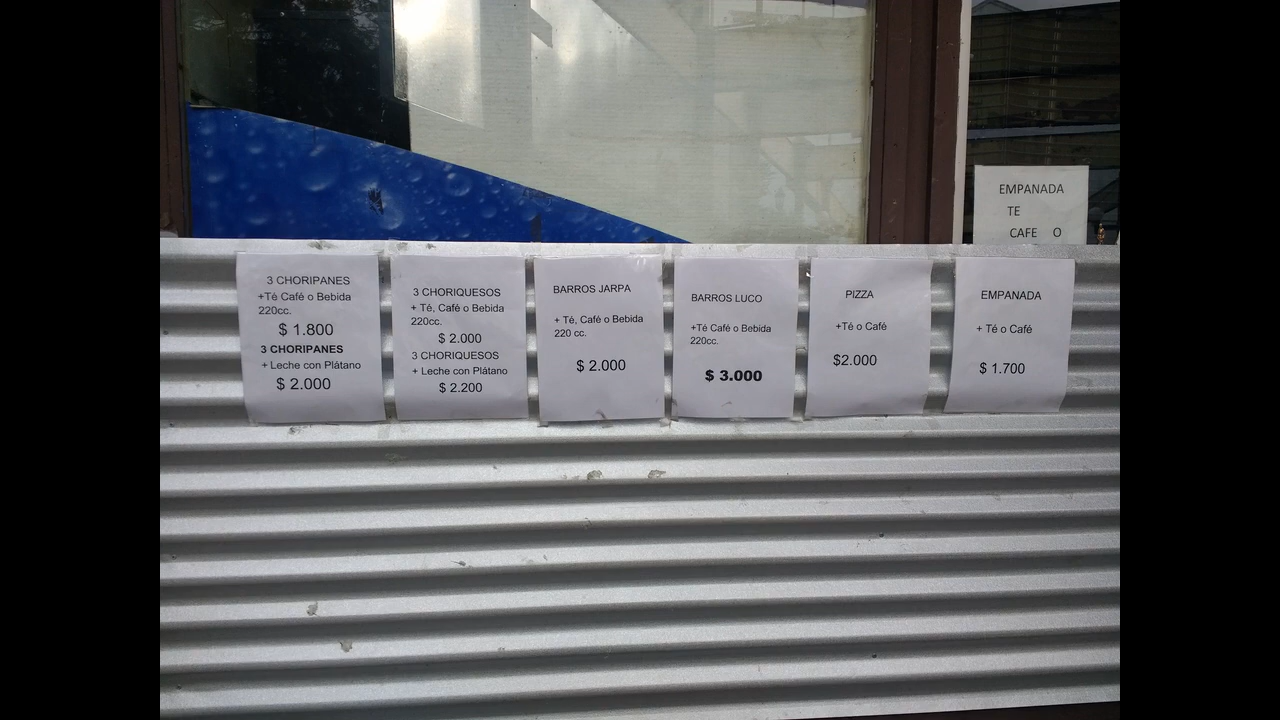 EMPANADA
TE
CAFE O
3 CHORIPANES
+Té Café o Bebida
220cc.
$ 1.800
3 CHORIPANES
+ Leche con Plátano
$ 2.000
3 CHORIQUESOS
+ Té, Café o Bebida
220cc.
$ 2.000
3 CHORIQUESOS
+ Leche con Plátano
$ 2.200
BARROS JARPA
+ Té, Café o Bebida
220 cc.
$ 2.000
BARROS LUCO
+Té Café o Bebida
220cc.
$ 3.000
PIZZA
+Té o Café
$2.000
EMPANADA
+ Té o Café
$ 1.700